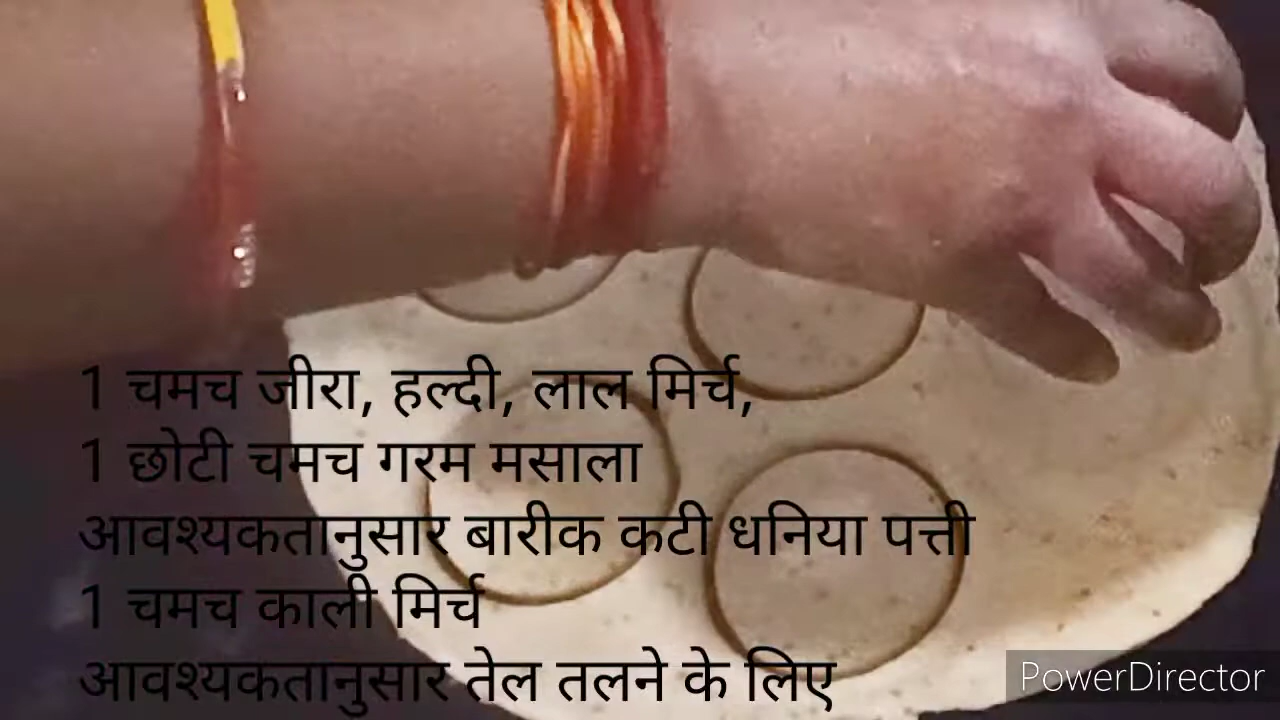 1 चमच जीरा, हल्दी, लाल मिर्च,
1 छोटी चमच गरम मसाला
आवश्यकतानुसार बारीक कटी धनिया पत्ती
1 चमच काली मिर्च
आवश्यकतानुसार तेल तलने के लिए
PowerDirector